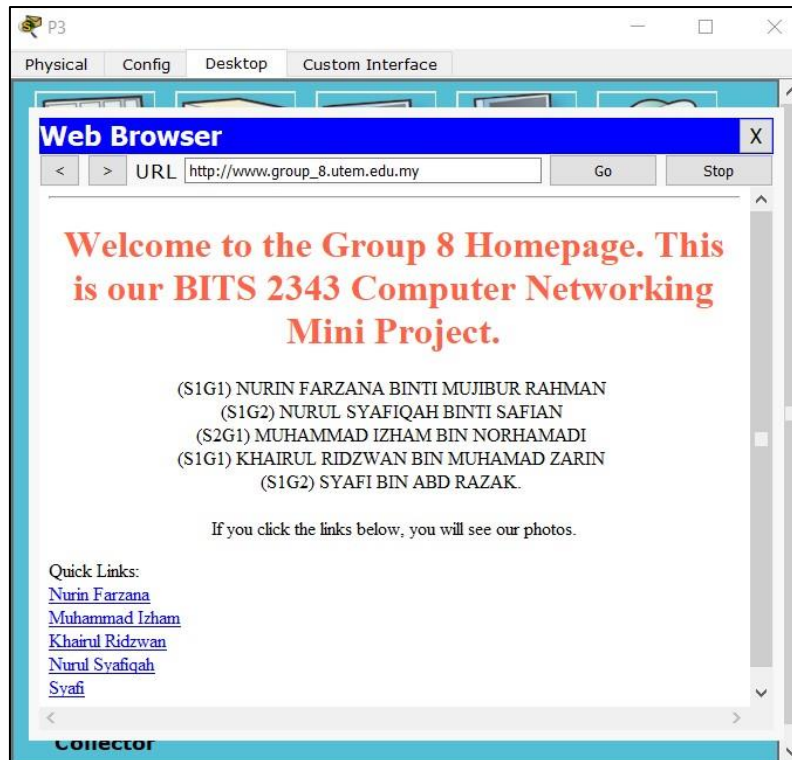 P3
Physical Config Desktop Custom Interface
Web Browser X
< > URL http://www.group_8.utem.edu.my Go Stop
Welcome to the Group 8 Homepage. This
is our BITS 2343 Computer Networking
Mini Project.
(S1G1) NURIN FARZANA BINTI MUJIBUR RAHMAN
(S1G2) NURUL SYAFIQAH BINTI SAFIAN
(S2G1) MUHAMMAD IZHAM BIN NORHAMADI
(S1G1) KHAIRUL RIDZWAN BIN MUHAMAD ZARIN
(S1G2) SYAFI BIN ABD RAZAK.
If you click the links below, you will see our photos.
Quick Links:
Nurin Farzana
Muhammad Izham
Khairul Ridzwan
Nurul Syafiqah
Syafi
Collector